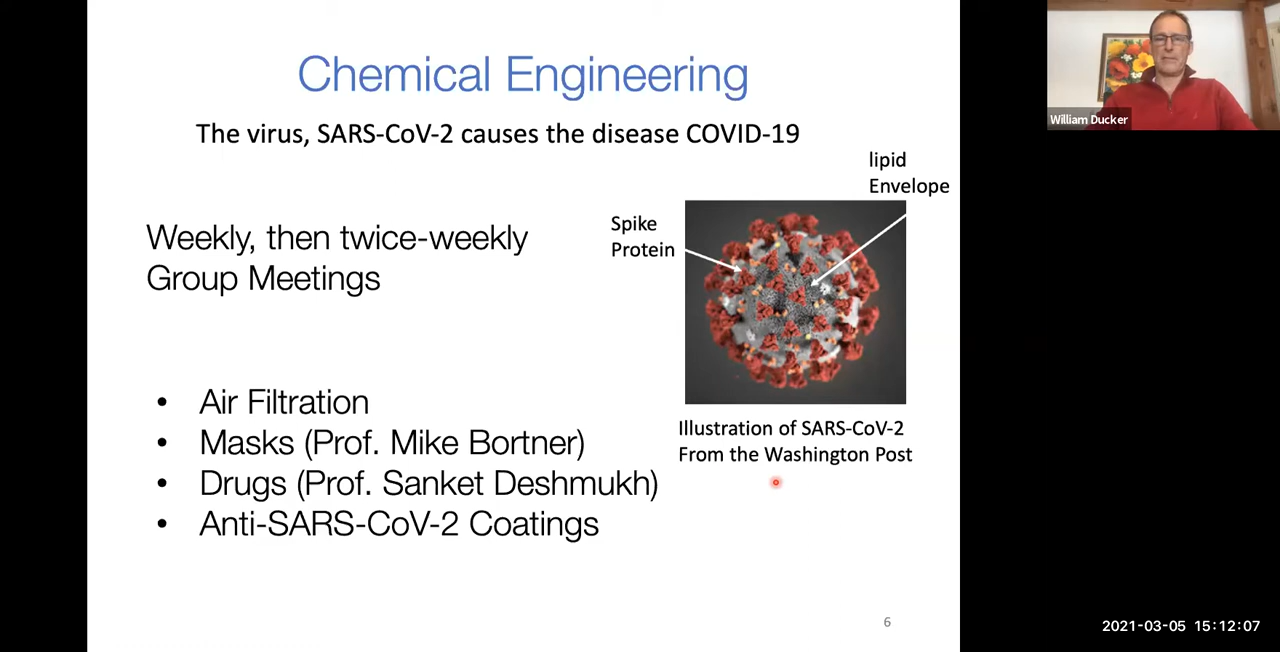 Chemical Engineering
The virus, SARS-CoV-2 causes the disease COVID-19
lipid
Envelope
Spike
Protein
Weekly, then twice-weekly
Group Meetings
• Air Filtration
• Masks (Prof. Mike Bortner)
• Drugs (Prof. Sanket Deshmukh)
• Anti-SARS-CoV-2 Coatings
Illustration of SARS-CoV-2
From the Washington Post
6
William Ducker
2021-03-05 15:12:07